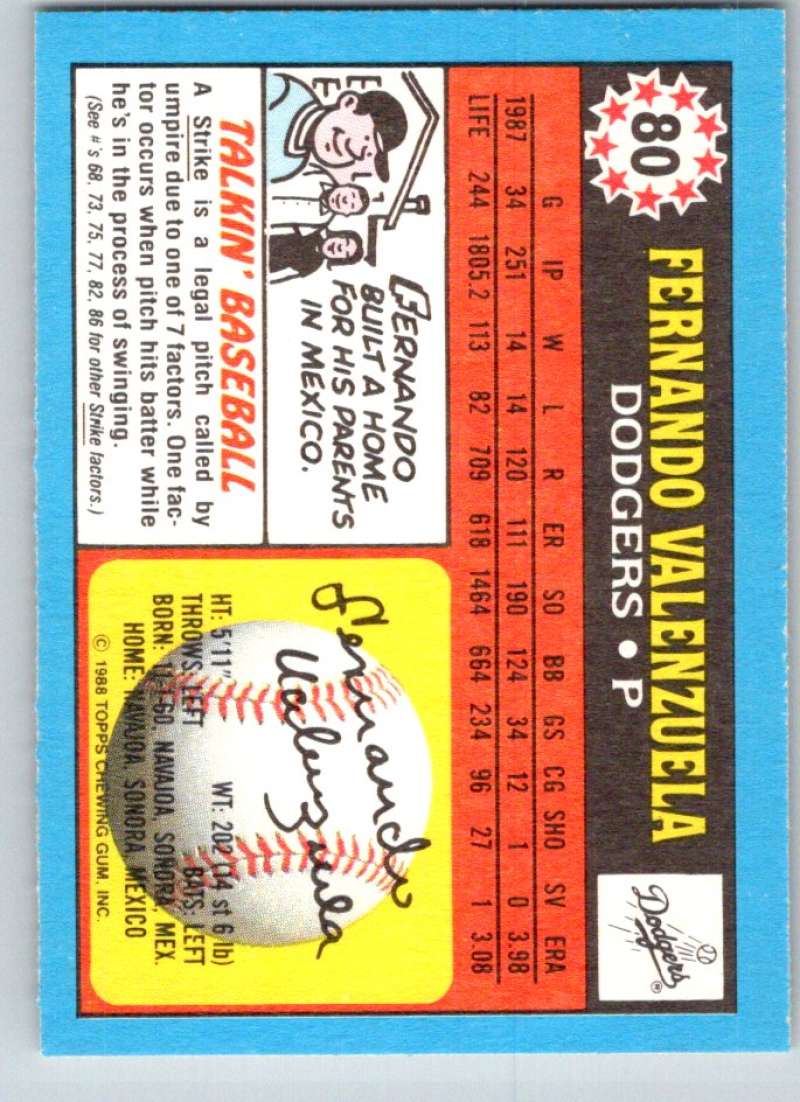 80
FERNANDO VALENZUELA
DODGERS • P
Dodgers
G IP W L R ER SO BB GS CG SHO SV ERA
1987 34 251 14 14 120 111 190 124 34 12 1 0 3.98
LIFE 244 1805.2 113 82 709 618 1464 664 234 96 27 1 3.08
FERNANDO
BUILT A HOME
FOR HIS PARENTS
IN MEXICO.
TALKIN' BASEBALL
A Strike is a legal pitch called by
umpire due to one of 7 factors. One fac-
tor occurs when pitch hits batter while
he's in the process of swinging.
(See #'s 68, 73, 75, 77, 82, 86 for other Strike factors.)
Fernando
Valenzuela
HT: 5'11" WT: 202 (14 st 6 lb)
THROWS: LEFT BATS: LEFT
BORN: 11-1-60, NAVAJOA, SONORA, MEX.
HOME: NAVAJOA, SONORA, MEXICO
© 1988 TOPPS CHEWING GUM, INC.